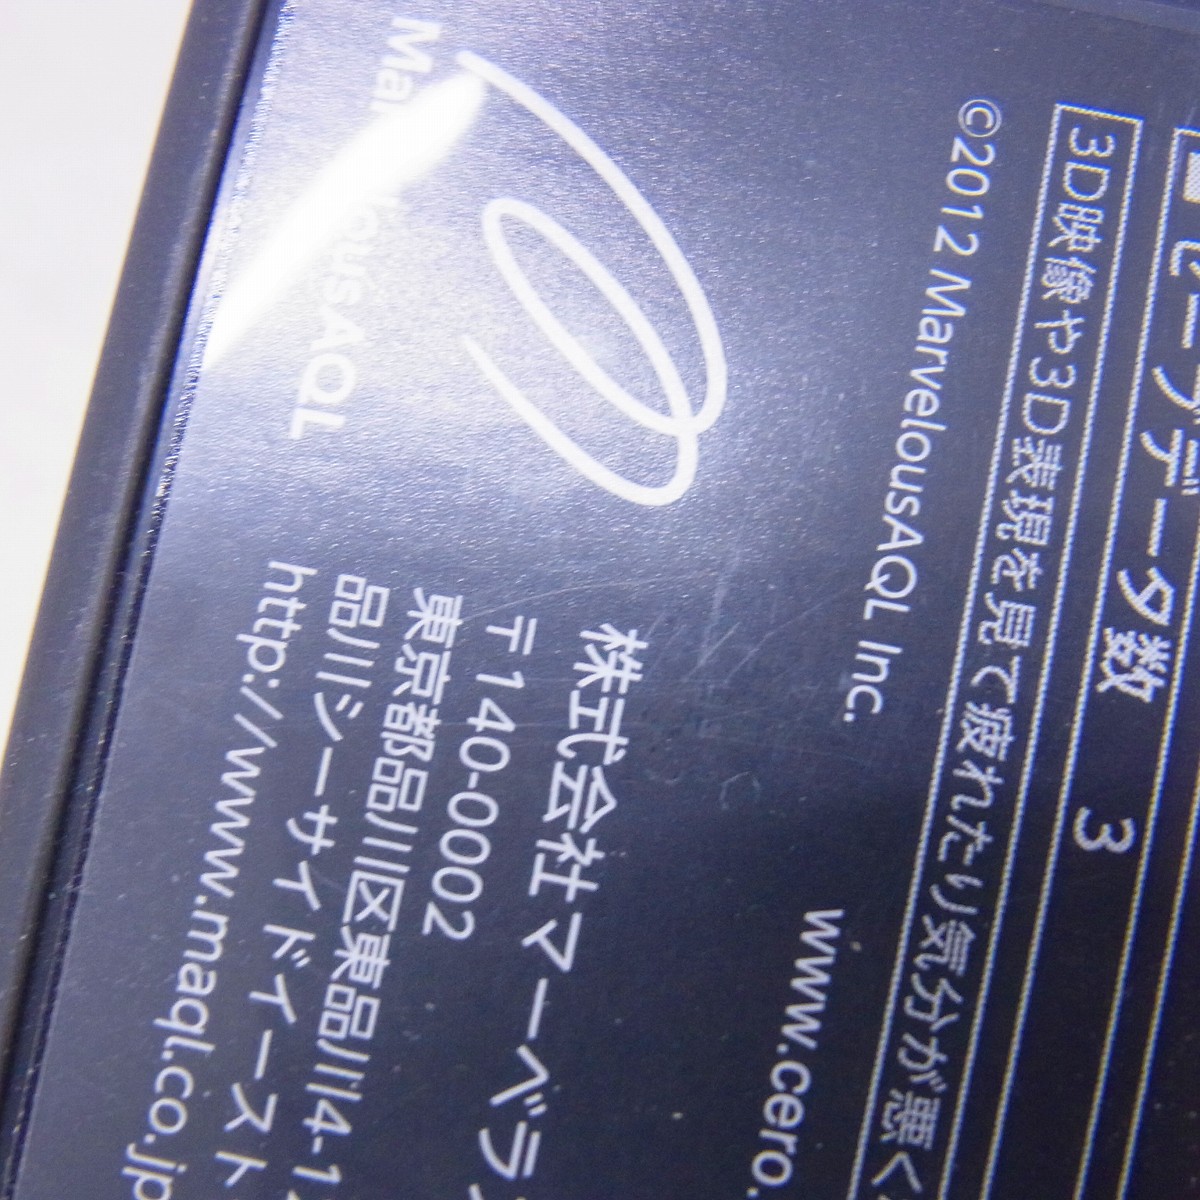 セーブデータ数 3
3D映像や3D表現を見て疲れたり気分が悪く
©2012 MarvelousAQL Inc.
www.cero.
株式会社マーベラ
〒140-0002
東京都品川区東品川4-1
品川シーサイドイースト
http://www.maql.co.jp
MarvelousAQL